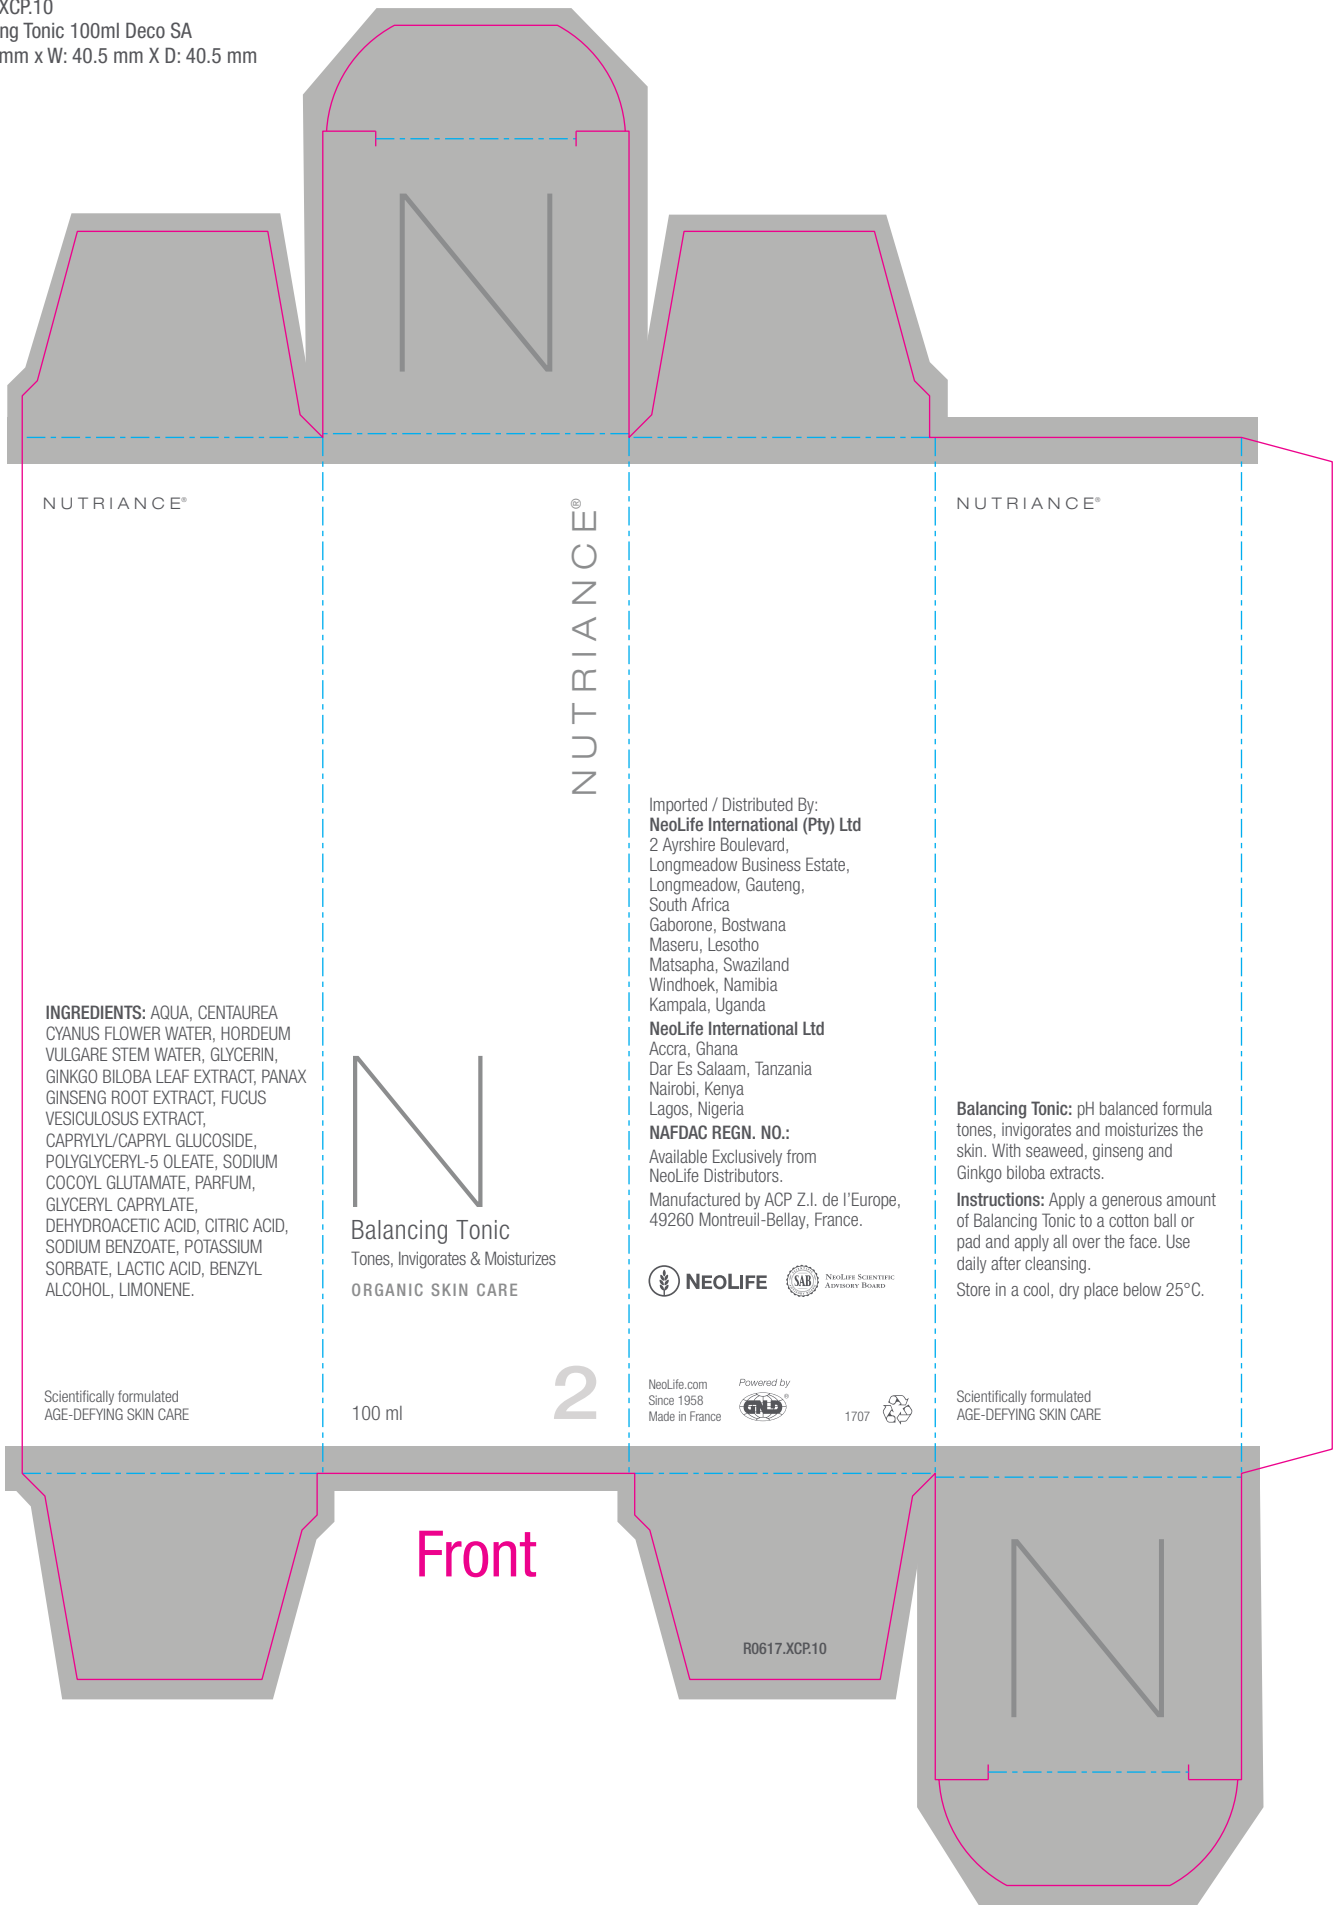 XCP.10
ng Tonic 100ml Deco SA
mm x W: 40.5 mm X D: 40.5 mm
N
NUTRIANCE®
INGREDIENTS: AQUA, CENTAUREA
CYANUS FLOWER WATER, HORDEUM
VULGARE STEM WATER, GLYCERIN,
GINKGO BILOBA LEAF EXTRACT, PANAX
GINSENG ROOT EXTRACT, FUCUS
VESICULOSUS EXTRACT,
CAPRYLYL/CAPRYL GLUCOSIDE,
POLYGLYCERYL-5 OLEATE, SODIUM
COCOYL GLUTAMATE, PARFUM,
GLYCERYL CAPRYLATE,
DEHYDROACETIC ACID, CITRIC ACID,
SODIUM BENZOATE, POTASSIUM
SORBATE, LACTIC ACID, BENZYL
ALCOHOL, LIMONENE.
Scientifically formulated
AGE-DEFYING SKIN CARE
NUTRIANCE®
N
Balancing Tonic
Tones, Invigorates & Moisturizes
ORGANIC SKIN CARE
100 ml
2
Imported / Distributed By:
NeoLife International (Pty) Ltd
2 Ayrshire Boulevard,
Longmeadow Business Estate,
Longmeadow, Gauteng,
South Africa
Gaborone, Bostwana
Maseru, Lesotho
Matsapha, Swaziland
Windhoek, Namibia
Kampala, Uganda
NeoLife International Ltd
Accra, Ghana
Dar Es Salaam, Tanzania
Nairobi, Kenya
Lagos, Nigeria
NAFDAC REGN. NO.:
Available Exclusively from
NeoLife Distributors.
Manufactured by ACP Z.I. de l'Europe,
49260 Montreuil-Bellay, France.
NEOLIFE
SAB
NEOLIFE SCIENTIFIC
ADVISORY BOARD
NeoLife.com
Since 1958
Made in France
Powered by
GNLD®
1707
NUTRIANCE®
Balancing Tonic: pH balanced formula
tones, invigorates and moisturizes the
skin. With seaweed, ginseng and
Ginkgo biloba extracts.
Instructions: Apply a generous amount
of Balancing Tonic to a cotton ball or
pad and apply all over the face. Use
daily after cleansing.
Store in a cool, dry place below 25°C.
Scientifically formulated
AGE-DEFYING SKIN CARE
Front
R0617.XCP.10
N